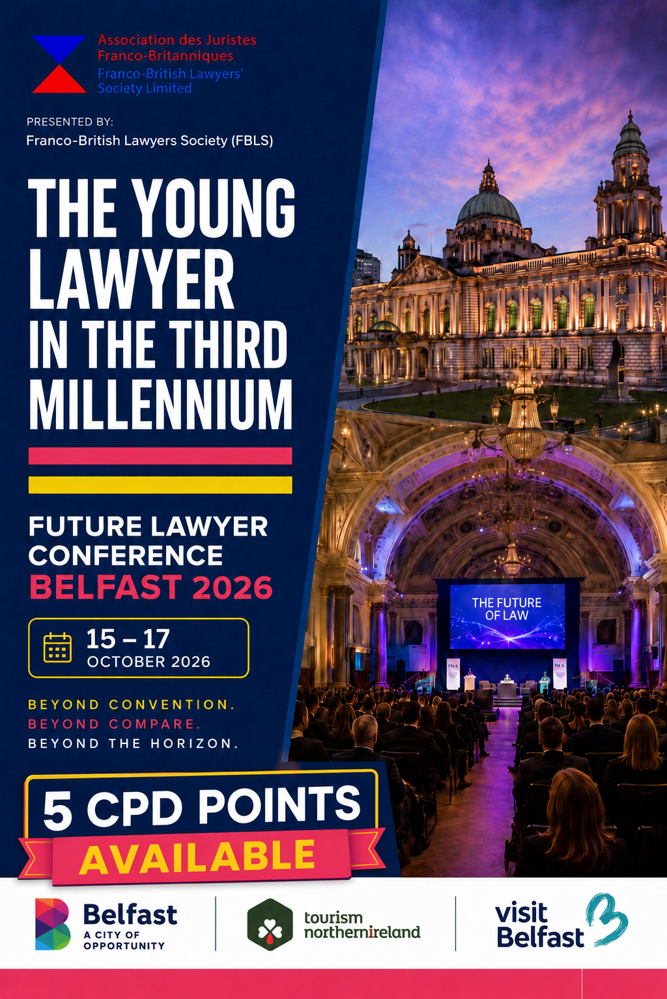 Association des Juristes
Franco-Britanniques
Franco-British Lawyers'
Society Limited
PRESENTED BY:
Franco-British Lawyers Society (FBLS)
THE YOUNG
LAWYER
IN THE THIRD
MILLENNIUM
FUTURE LAWYER
CONFERENCE
BELFAST 2026
15 – 17
OCTOBER 2026
BEYOND CONVENTION.
BEYOND COMPARE.
BEYOND THE HORIZON.
THE FUTURE
OF LAW
5 CPD POINTS
AVAILABLE
Belfast
A CITY OF
OPPORTUNITY
tourism
northernireland
visit
Belfast